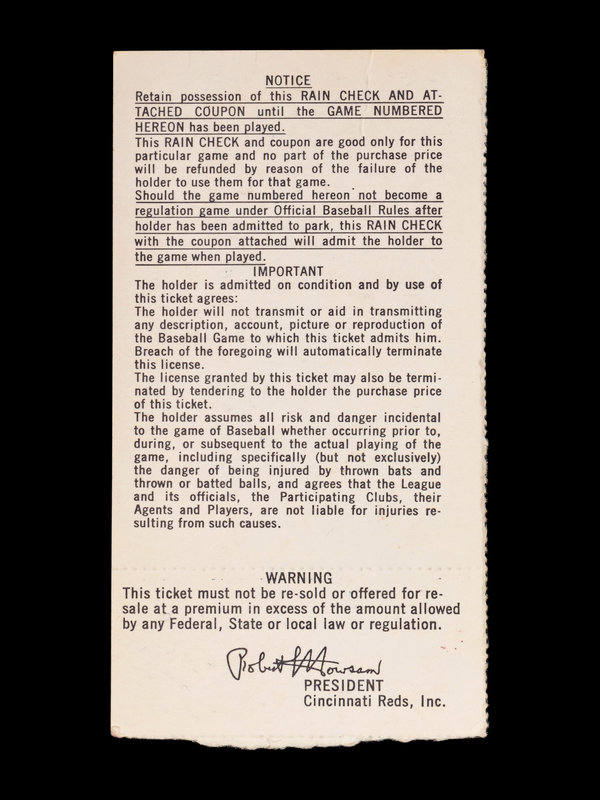 NOTICE
Retain possession of this RAIN CHECK AND AT-
TACHED COUPON until the GAME NUMBERED
HEREON has been played.
This RAIN CHECK and coupon are good only for this
particular game and no part of the purchase price
will be refunded by reason of the failure of the
holder to use them for that game.
Should the game numbered hereon not become a
regulation game under Official Baseball Rules after
holder has been admitted to park, this RAIN CHECK
with the coupon attached will admit the holder to
the game when played.
IMPORTANT
The holder is admitted on condition and by use of
this ticket agrees:
The holder will not transmit or aid in transmitting
any description, account, picture or reproduction of
the Baseball Game to which this ticket admits him.
Breach of the foregoing will automatically terminate
this license.
The license granted by this ticket may also be termi-
nated by tendering to the holder the purchase price
of this ticket.
The holder assumes all risk and danger incidental
to the game of Baseball whether occurring prior to,
during, or subsequent to the actual playing of the
game, including specifically (but not exclusively)
the danger of being injured by thrown bats and
thrown or batted balls, and agrees that the League
and its officials, the Participating Clubs, their
Agents and Players, are not liable for injuries re-
sulting from such causes.
WARNING
This ticket must not be re-sold or offered for re-
sale at a premium in excess of the amount allowed
by any Federal, State or local law or regulation.
Robert L Howsam
PRESIDENT
Cincinnati Reds, Inc.